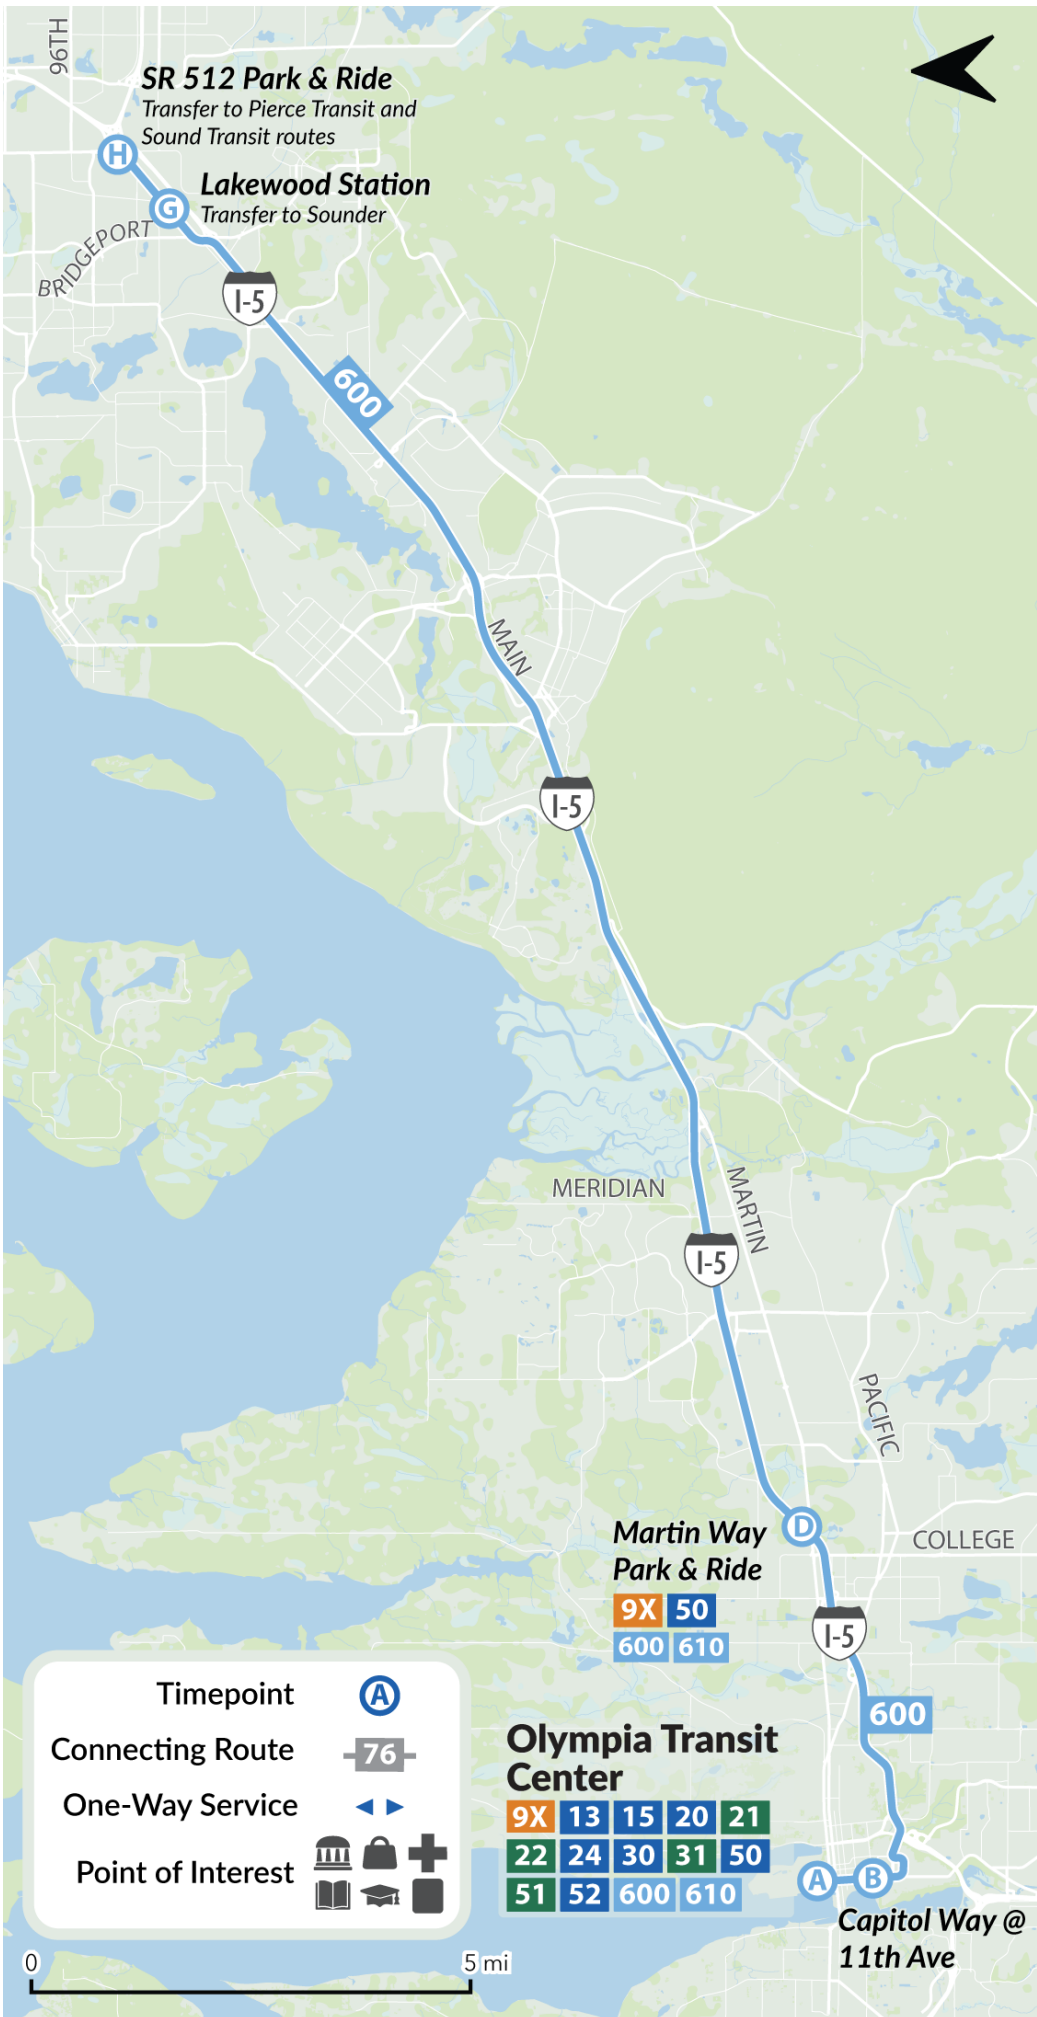 96TH
SR 512 Park & Ride
Transfer to Pierce Transit and
Sound Transit routes
H
Lakewood Station
Transfer to Sounder
G
BRIDGEPORT
I-5
600
MAIN
I-5
MERIDIAN
MARTIN
I-5
PACIFIC
D
COLLEGE
Martin Way
Park & Ride
9X 50
600 610
I-5
600
Olympia Transit
Center
9X 13 15 20 21
22 24 30 31 50
51 52 600 610
A B
Capitol Way @
11th Ave
Timepoint A
Connecting Route 76
One-Way Service
Point of Interest
0 5 mi